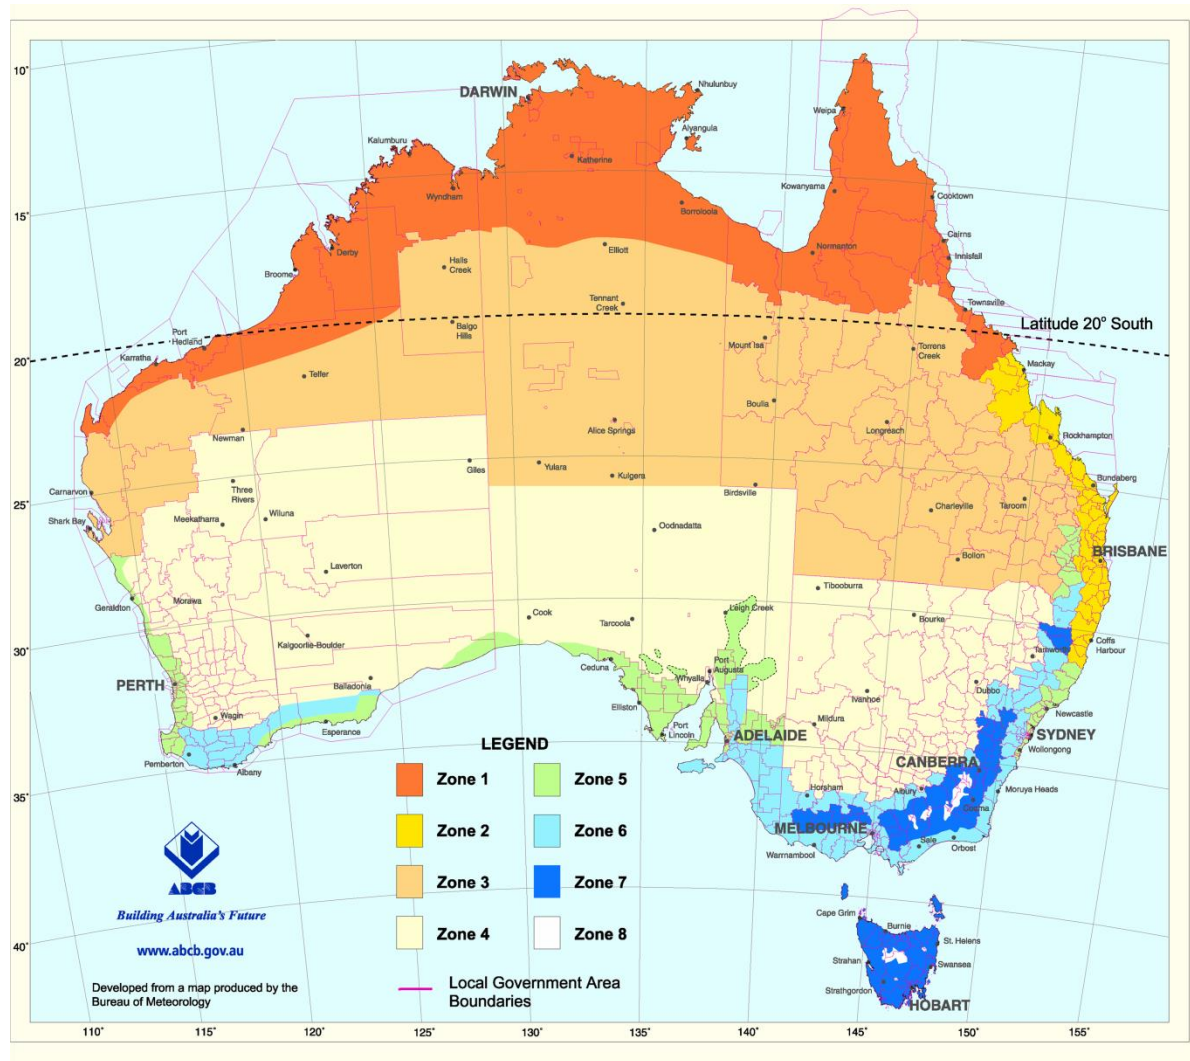 10°
15°
20°
25°
30°
35°
40°
DARWIN
Nhulunbuy
Alyangula
Weipa
Kalumburu
Katherine
Wyndham
Kowanyama
Cooktown
Borroloola
Cairns
Innisfail
Derby
Elliott
Normanton
Broome
Halls
Creek
Townsville
Tennant
Creek
Latitude 20° South
Port
Hedland
Balgo
Hills
Mount Isa
Torrens
Creek
Karratha
Mackay
Telfer
Boulia
Newman
Alice Springs
Longreach
Rockhampton
Giles
Yulara
Kulgera
Three
Rivers
Birdsville
Bundaberg
Carnarvon
Charleville
Taroom
Shark Bay
Meekatharra
Wiluna
Oodnadatta
BRISBANE
Bollon
Laverton
Tibooburra
Geraldton
Morawa
Cook
Leigh Creek
Bourke
Tarcoola
Coffs
Harbour
Kalgoorlie-Boulder
Tamworth
Ceduna
Port
Augusta
PERTH
Balladonia
Whyalla
Dubbo
Ivanhoe
Wagin
Elliston
Newcastle
Mildura
Esperance
Port
Lincoln
ADELAIDE
SYDNEY
Wollongong
Pemberton
Albany
CANBERRA
Horsham
Albury
Moruya Heads
Cooma
MELBOURNE
Sale
Orbost
Warrnambool
Cape Grim
Burnie
St. Helens
Strahan
Swansea
Strathgordon
HOBART
LEGEND
Zone 1
Zone 5
Zone 2
Zone 6
Zone 3
Zone 7
Zone 4
Zone 8
Local Government Area
Boundaries
ABCB
Building Australia's Future
www.abcb.gov.au
Developed from a map produced by the
Bureau of Meteorology
110°
115°
120°
125°
130°
135°
140°
145°
150°
155°